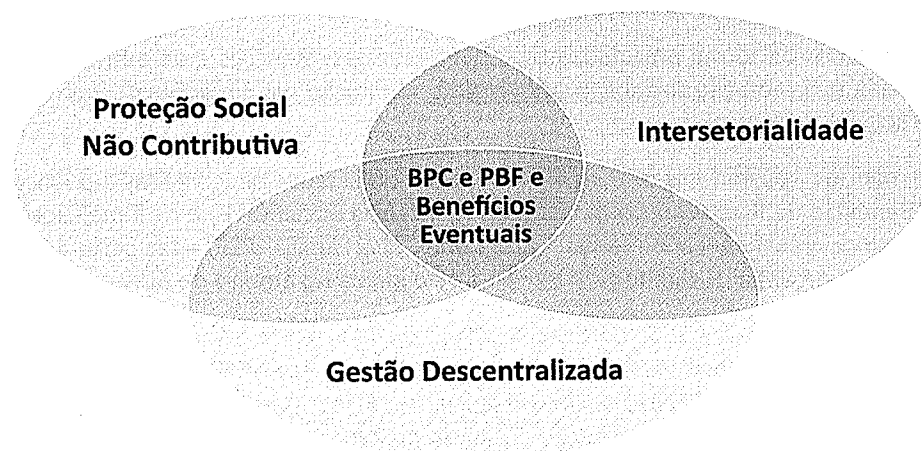 Proteção Social
Não Contributiva
Intersetorialidade
BPC e PBF e
Benefícios
Eventuais
Gestão Descentralizada